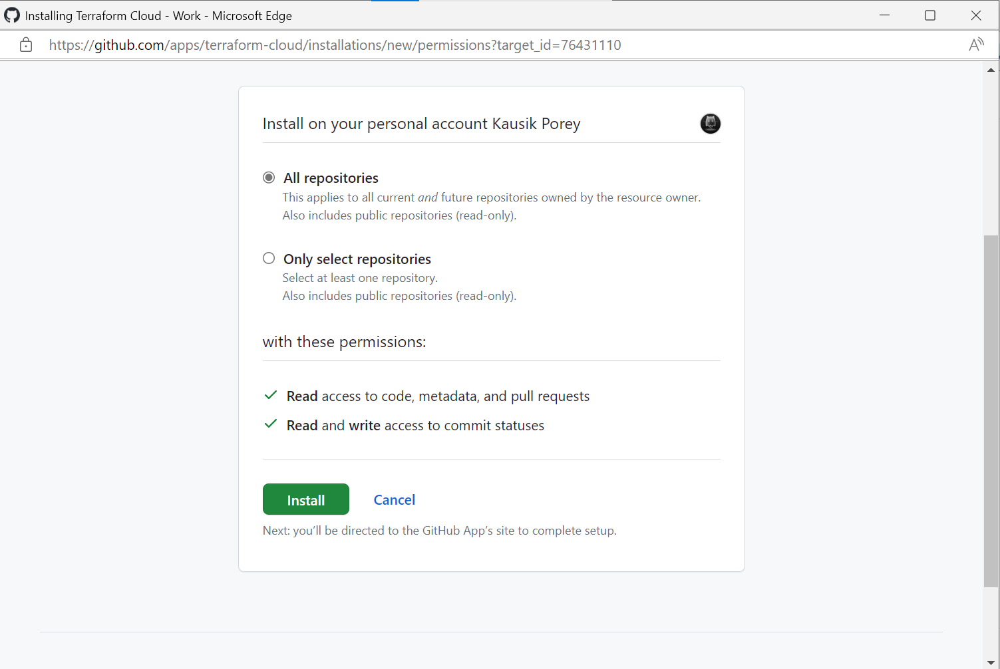 Installing Terraform Cloud - Work - Microsoft Edge
https://github.com/apps/terraform-cloud/installations/new/permissions?target_id=76431110
Install on your personal account Kausik Porey
All repositories
This applies to all current and future repositories owned by the resource owner.
Also includes public repositories (read-only).
Only select repositories
Select at least one repository.
Also includes public repositories (read-only).
with these permissions:
Read access to code, metadata, and pull requests
Read and write access to commit statuses
Install Cancel
Next: you’ll be directed to the GitHub App’s site to complete setup.